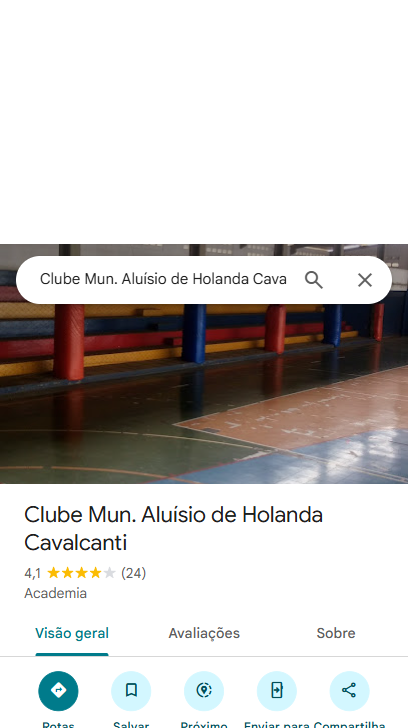 Clube Mun. Aluísio de Holanda Cava
Clube Mun. Aluísio de Holanda
Cavalcanti
4,1 (24)
Academia
Visão geral Avaliações Sobre
Rotas Salvar Próximo Enviar para Compartilha